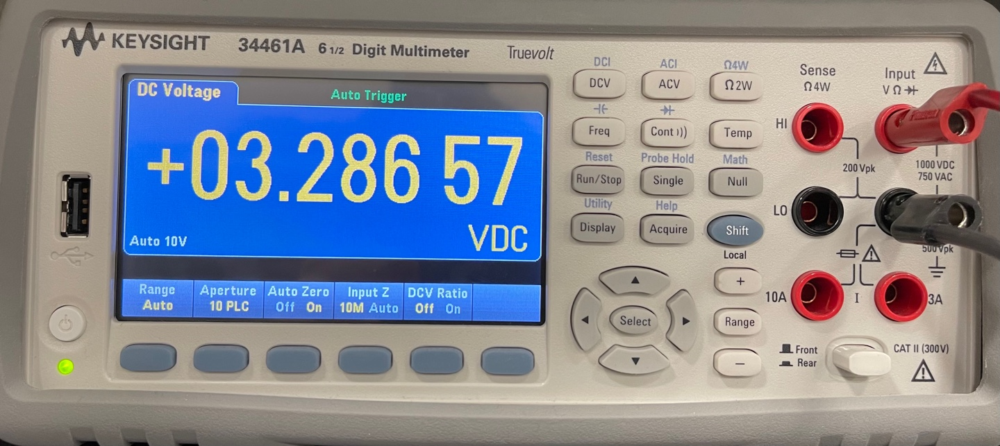 KEYSIGHT 34461A 6 1/2 Digit Multimeter Truevolt
DC Voltage
Auto Trigger
+03.286 57
VDC
Auto 10V
Range Aperture Auto Zero Input Z DCV Ratio
Auto 10 PLC Off On 10M Auto Off On
DCI ACI Ω4W
DCV ACV Ω2W
Freq Cont Temp
Reset Probe Hold Math
Run/Stop Single Null
Utility Help
Display Acquire Shift
Local
+
Select
Range
−
Sense
Ω4W
Input
V Ω
HI
200 Vpk
1000 VDC
750 VAC
LO
500 Vpk
10A
I
3A
Front
Rear
CAT II (300V)